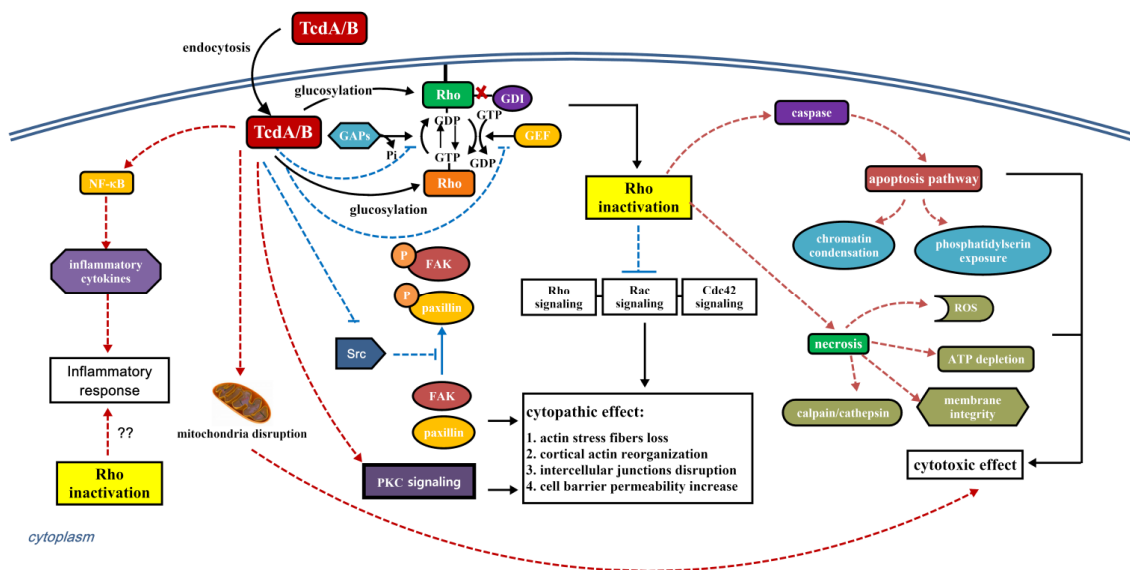 TcdA/B
endocytosis
glucosylation
Rho
GDI
TcdA/B
GAPs
Pi
GDP
GTP
GTP
GDP
GEF
Rho
glucosylation
caspase
NF-κB
Rho
inactivation
apoptosis pathway
inflammatory
cytokines
P
FAK
P
paxillin
chromatin
condensation
phosphatidylserin
exposure
Rho
signaling
Rac
signaling
Cdc42
signaling
ROS
Src
necrosis
ATP depletion
Inflammatory
response
FAK
paxillin
calpain/cathepsin
membrane
integrity
mitochondria disruption
??
cytopathic effect:
1. actin stress fibers loss
2. cortical actin reorganization
3. intercellular junctions disruption
4. cell barrier permeability increase
cytotoxic effect
Rho
inactivation
PKC signaling
cytoplasm